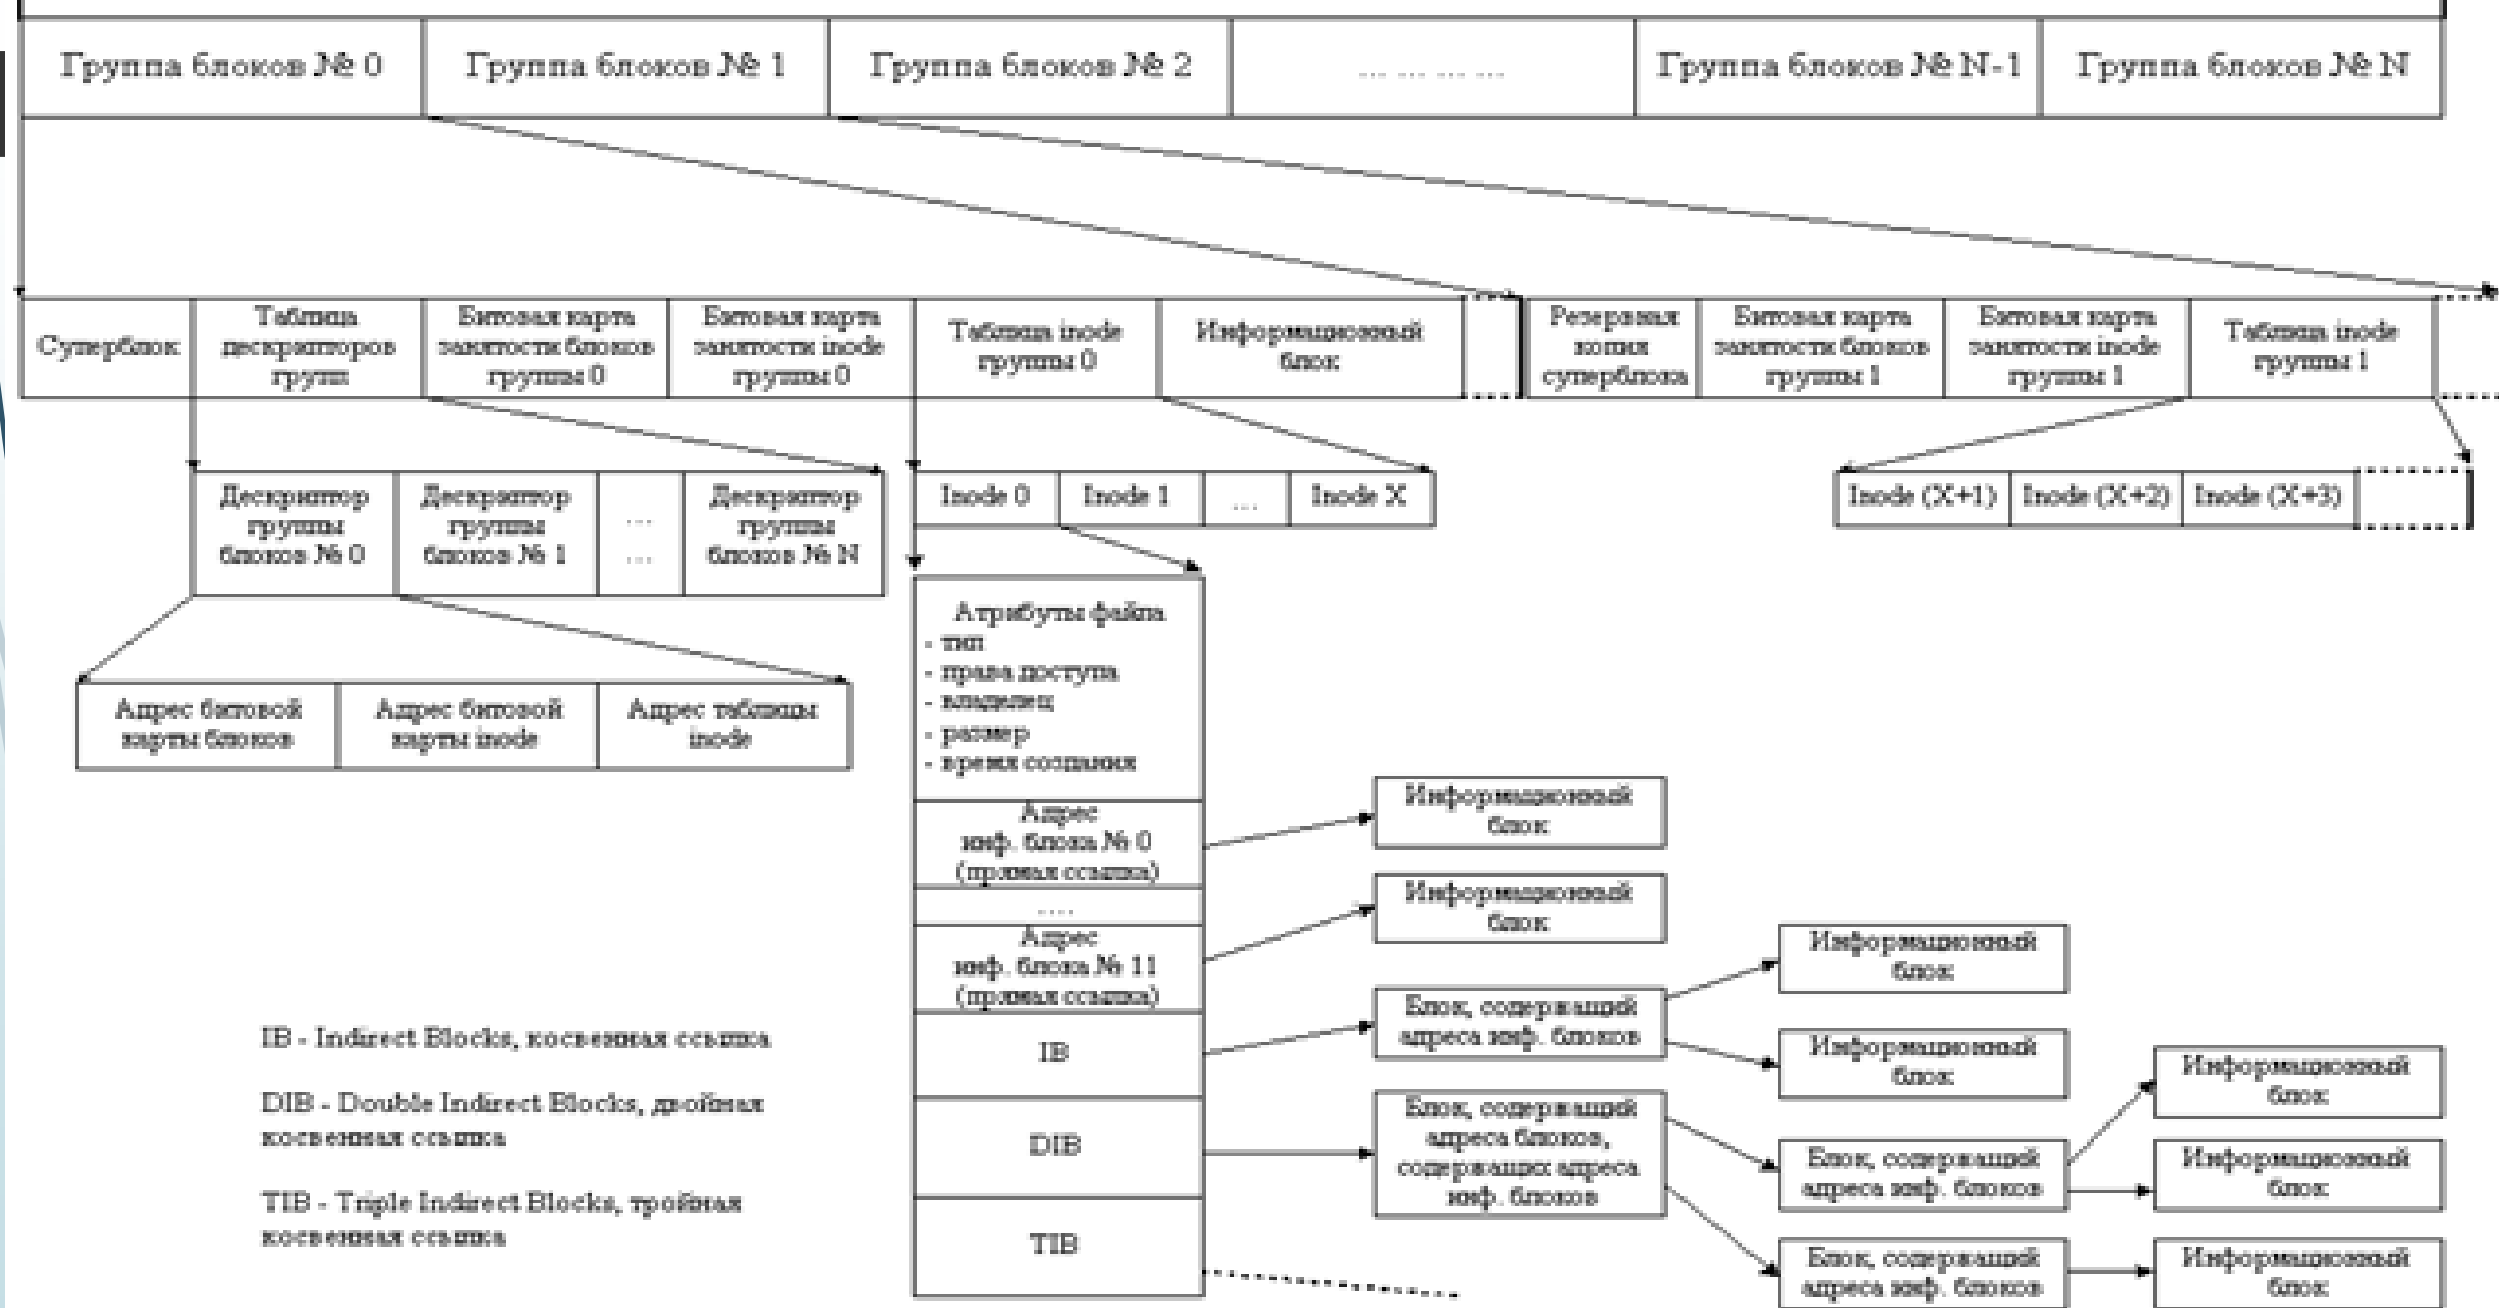 Группа блоков № 0
Группа блоков № 1
Группа блоков № 2
... ... ... ...
Группа блоков № N-1
Группа блоков № N
Суперблок
Таблица
дескрипторов
групп
Битовая карта
занятости блоков
группы 0
Битовая карта
занятости inode
группы 0
Таблица inode
группы 0
Информационный
блок
Резервная
копия
суперблока
Битовая карта
занятости блоков
группы 1
Битовая карта
занятости inode
группы 1
Таблица inode
группы 1
Дескриптор
группы
блоков № 0
Дескриптор
группы
блоков № 1
...
...
Дескриптор
группы
блоков № N
Inode 0
Inode 1
...
Inode X
Inode (X+1)
Inode (X+2)
Inode (X+3)
Адрес битовой
карты блоков
Адрес битовой
карты inode
Адрес таблицы
inode
Атрибуты файла
- тип
- права доступа
- владелец
- размер
- время создания
Адрес
инф. блока № 0
(прямая ссылка)
....
Адрес
инф. блока № 11
(прямая ссылка)
IB
DIB
TIB
Информационный
блок
Информационный
блок
Блок, содержащий
адреса инф. блоков
Информационный
блок
Информационный
блок
Блок, содержащий
адреса блоков,
содержащих адреса
инф. блоков
Блок, содержащий
адреса инф. блоков
Информационный
блок
Информационный
блок
Блок, содержащий
адреса инф. блоков
Информационный
блок
IB - Indirect Blocks, косвенная ссылка
DIB - Double Indirect Blocks, двойная
косвенная ссылка
TIB - Triple Indirect Blocks, тройная
косвенная ссылка